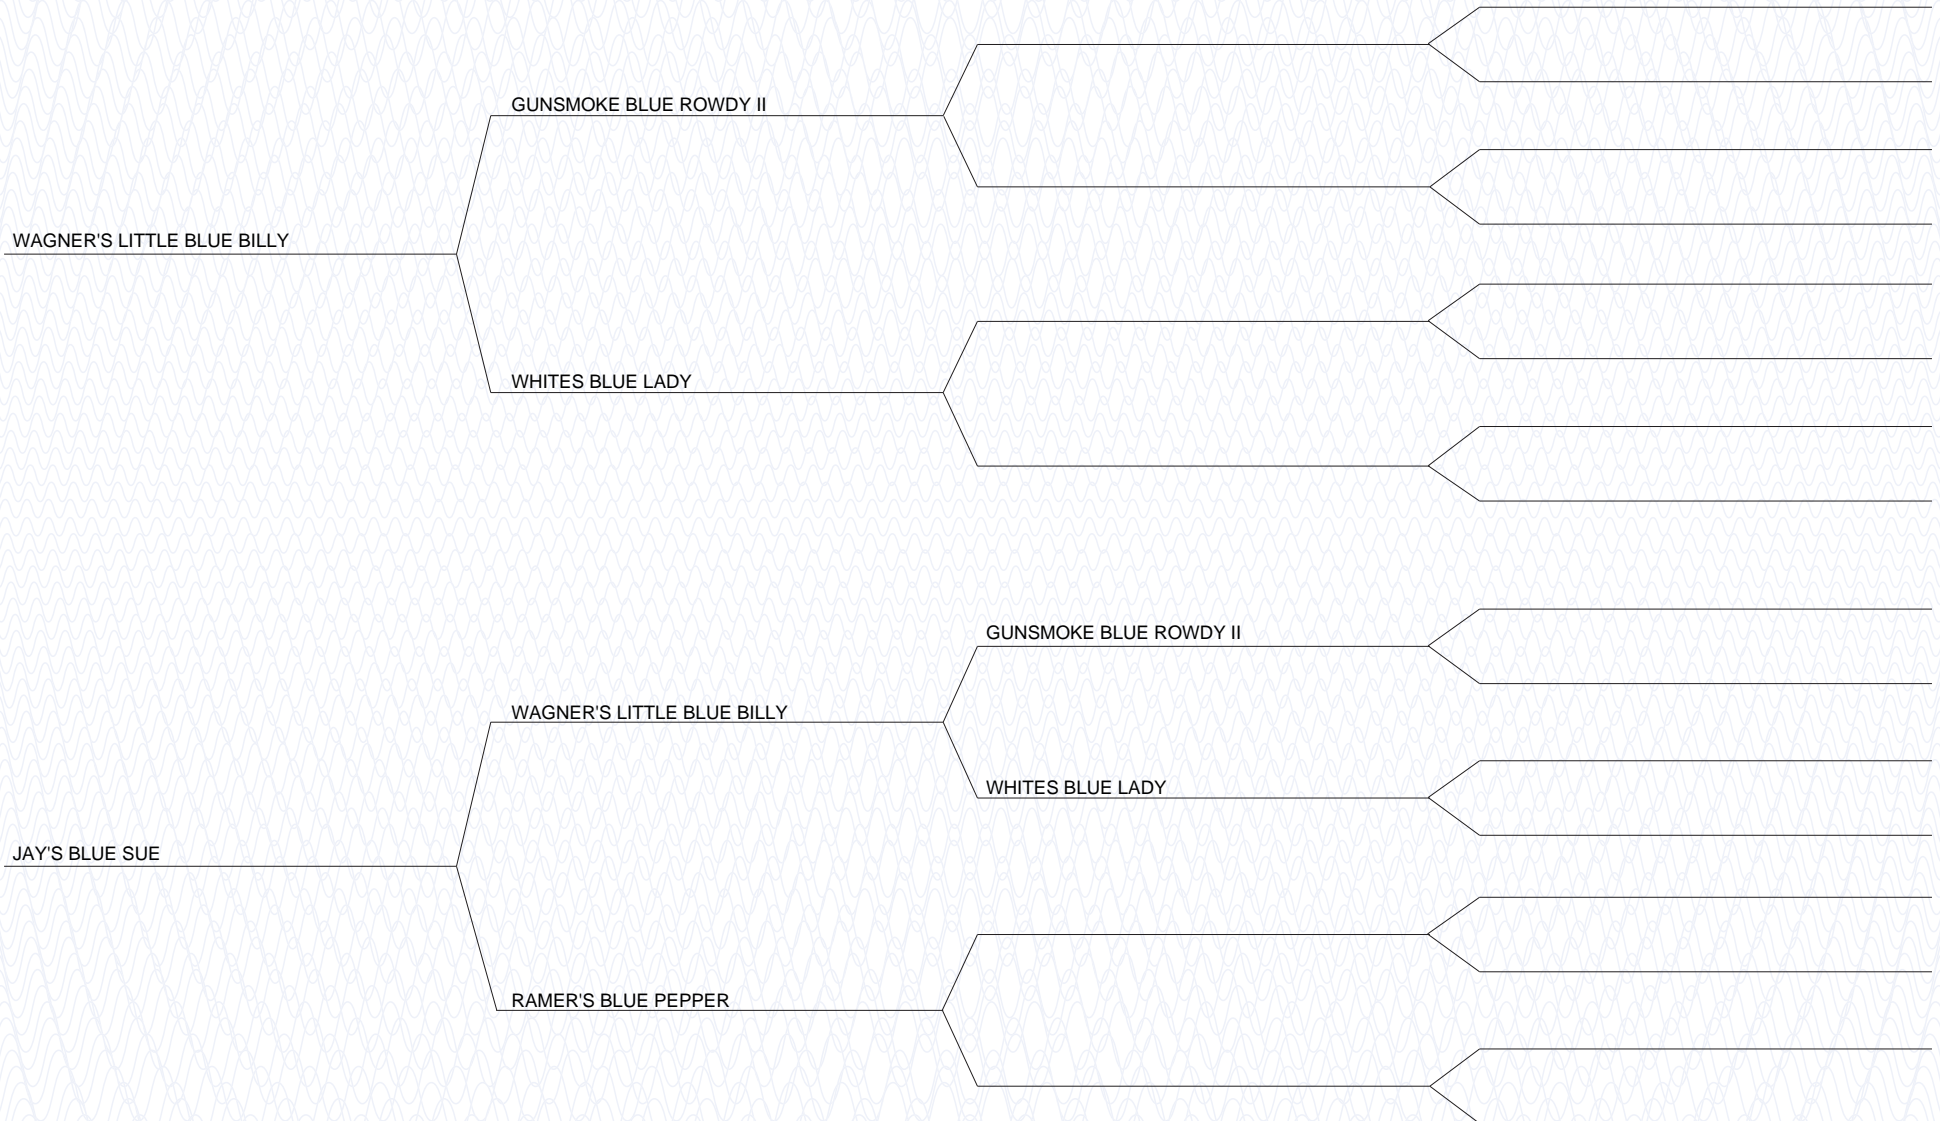 GUNSMOKE BLUE ROWDY II
WAGNER'S LITTLE BLUE BILLY
WHITES BLUE LADY
GUNSMOKE BLUE ROWDY II
WAGNER'S LITTLE BLUE BILLY
WHITES BLUE LADY
JAY'S BLUE SUE
RAMER'S BLUE PEPPER